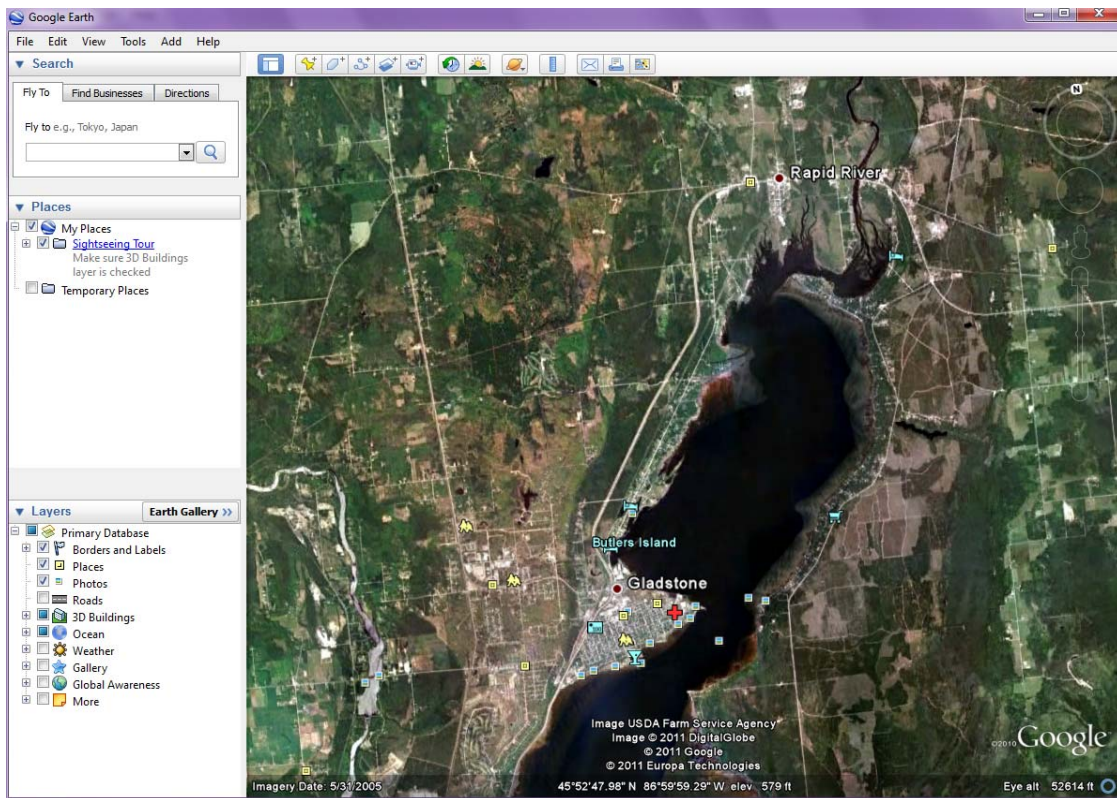 Google Earth
File Edit View Tools Add Help
Search
Fly To Find Businesses Directions
Fly to e.g., Tokyo, Japan
Places
My Places
Sightseeing Tour
Make sure 3D Buildings
layer is checked
Temporary Places
Layers
Earth Gallery >>
Primary Database
Borders and Labels
Places
Photos
Roads
3D Buildings
Ocean
Weather
Gallery
Global Awareness
More
N
Rapid River
Butlers Island
Gladstone
Image USDA Farm Service Agency
Image © 2011 DigitalGlobe
© 2011 Google
© 2011 Europa Technologies
©2010 Google
Imagery Date: 5/31/2005 45°52'47.98" N 86°59'59.29" W elev 579 ft Eye alt 52614 ft